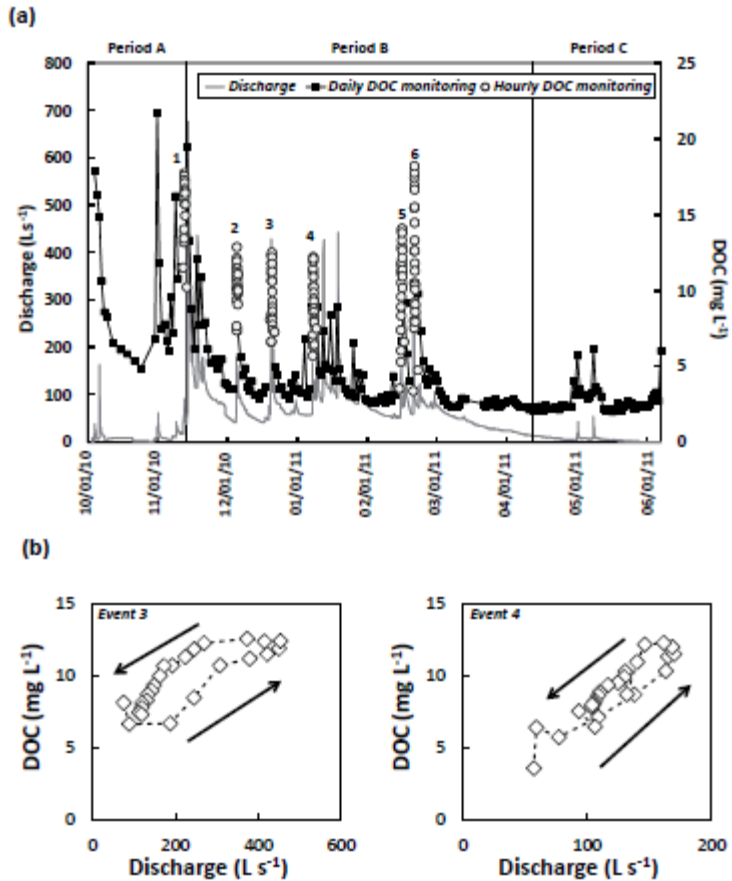 (a)
Period A Period B Period C
800 25
Discharge Daily DOC monitoring Hourly DOC monitoring
700
20
600
6
1
500
15
2 3 5
400
4
10
300
200
5
100
0 0
Discharge (Ls-1)
DOC (mg L-1)
10/01/10 11/01/10 12/01/10 01/01/11 02/01/11 03/01/11 04/01/11 05/01/11 06/01/11
(b)
15 15
Event 3 Event 4
10 10
5 5
0 0
DOC (mg L-1) DOC (mg L-1)
0 200 400 600 0 100 200
Discharge (L s-1) Discharge (L s-1)